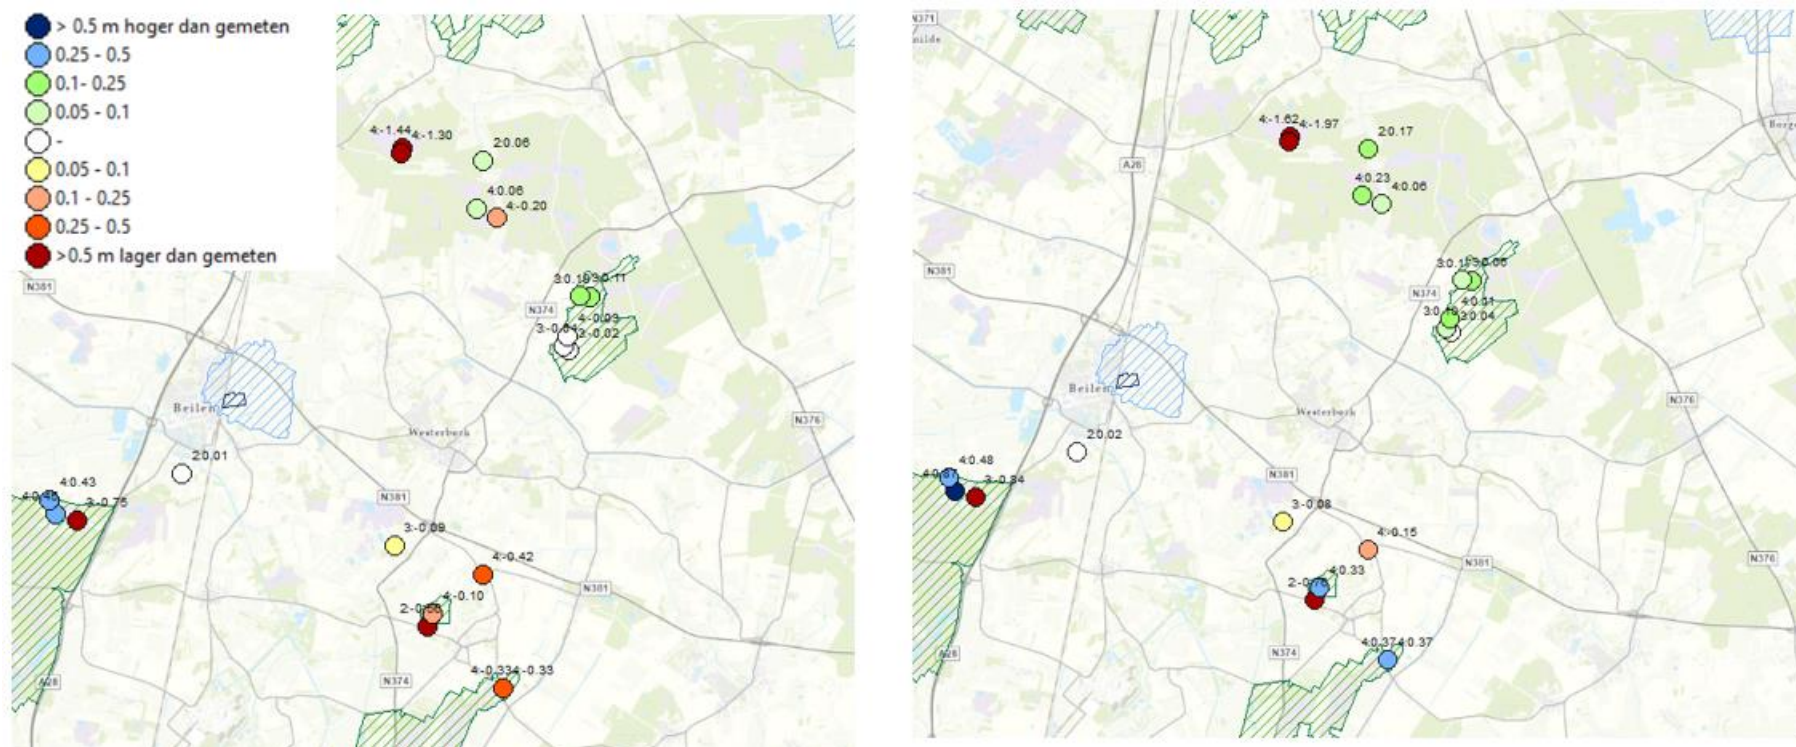 > 0.5 m hoger dan gemeten
0.25 - 0.5
0.1- 0.25
0.05 - 0.1
-
0.05 - 0.1
0.1 - 0.25
0.25 - 0.5
>0.5 m lager dan gemeten
4:-1.44
4:-1.30
2:0.06
4:0.06
4:-0.20
N381
N374
4:-0.03
3:-0.02
Beilen
Westerbork
N376
2:0.01
4:0.43
3:-0.75
N381
3:-0.09
4:-0.42
N381
4:-0.10
4:-0.33
4:-0.33
N374
A28
N371
A28
4:-1.62
4:-1.97
2:0.17
4:0.23
4:0.06
N381
N374
Beilen
Westerbork
N376
2:0.02
4:0.48
3:-0.84
N381
3:-0.08
4:-0.15
4:0.33
N381
N376
4:0.37
4:0.37
A28
N374